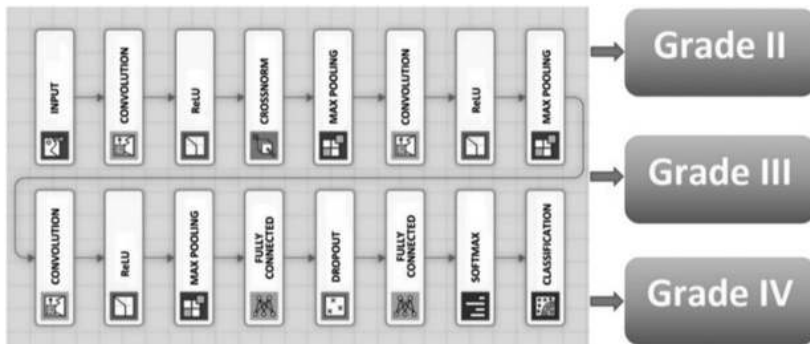 INPUT
CONVOLUTION
ReLU
CROSSNORM
MAX POOLING
CONVOLUTION
ReLU
MAX POOLING
CONVOLUTION
ReLU
MAX POOLING
FULLY
CONNECTED
DROPOUT
FULLY
CONNECTED
SOFTMAX
CLASSIFICATION
Grade II
Grade III
Grade IV